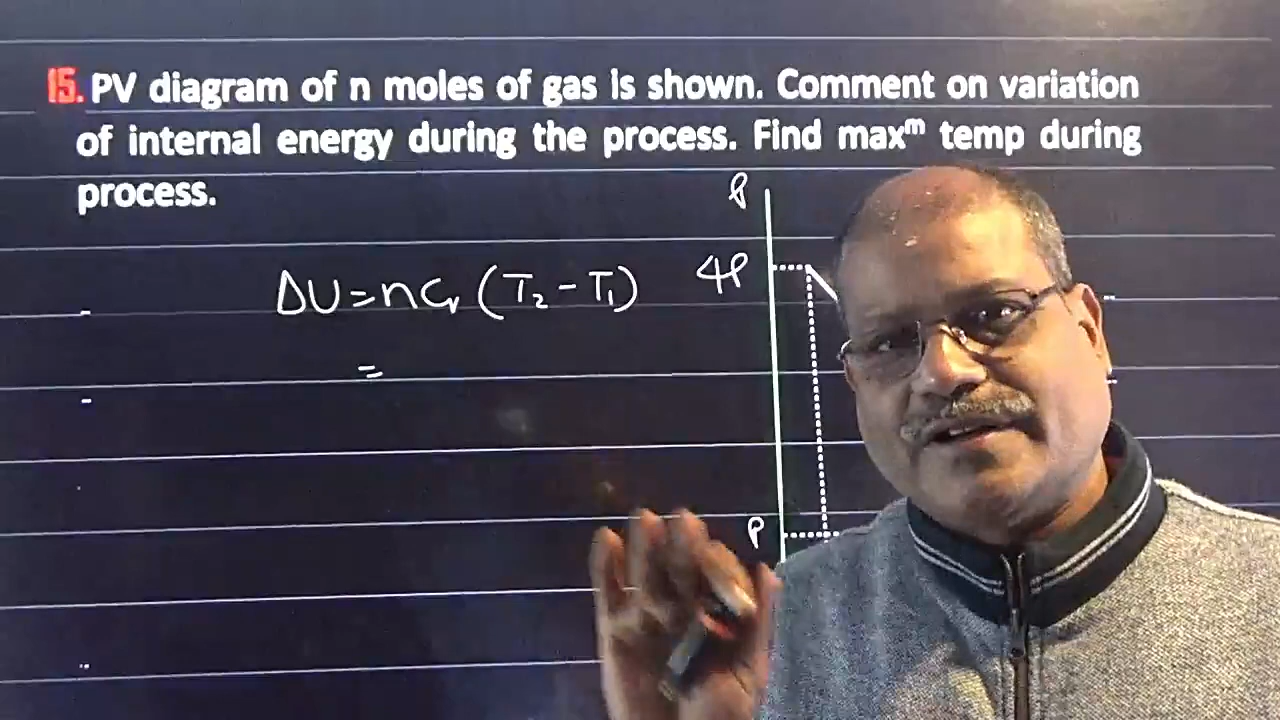 15. PV diagram of n moles of gas is shown. Comment on variation
of internal energy during the process. Find maxᵐ temp during
process.
P
ΔU = nCv (T₂ - T₁)
4P
=
P